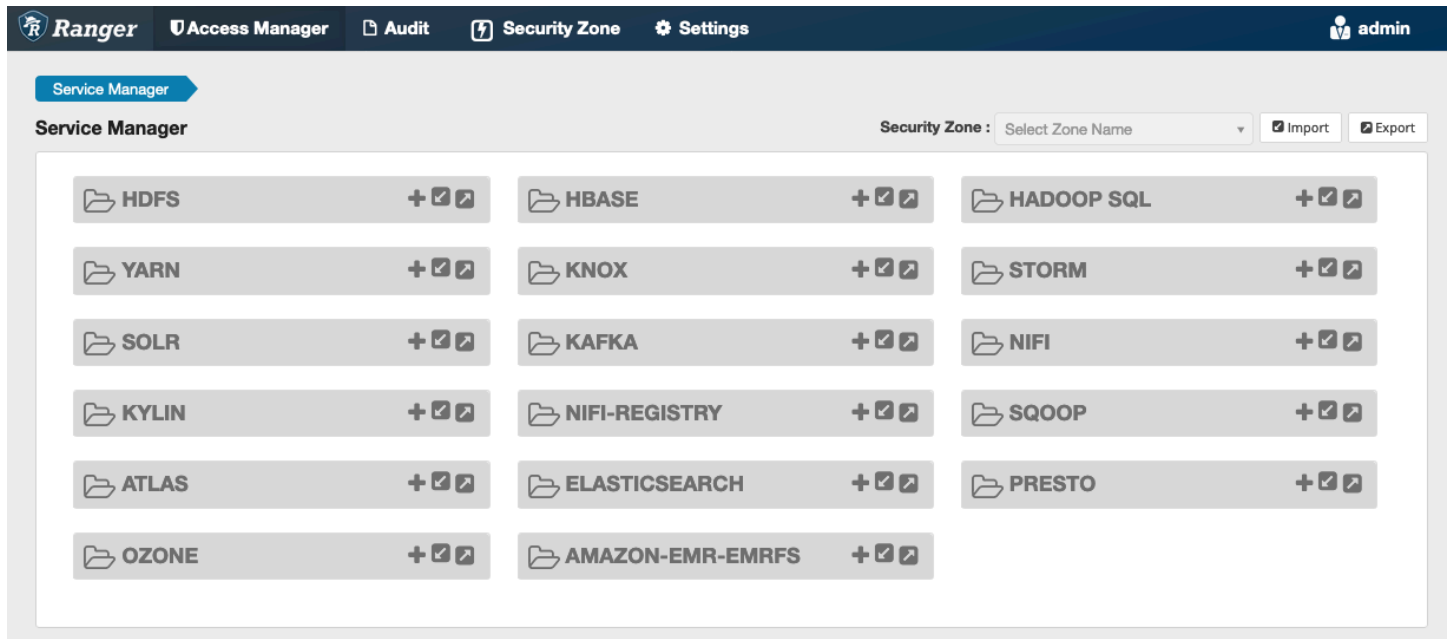 Ranger Access Manager Audit Security Zone Settings admin
Service Manager
Service Manager Security Zone : Select Zone Name Import Export
HDFS HBASE HADOOP SQL
YARN KNOX STORM
SOLR KAFKA NIFI
KYLIN NIFI-REGISTRY SQOOP
ATLAS ELASTICSEARCH PRESTO
OZONE AMAZON-EMR-EMRFS